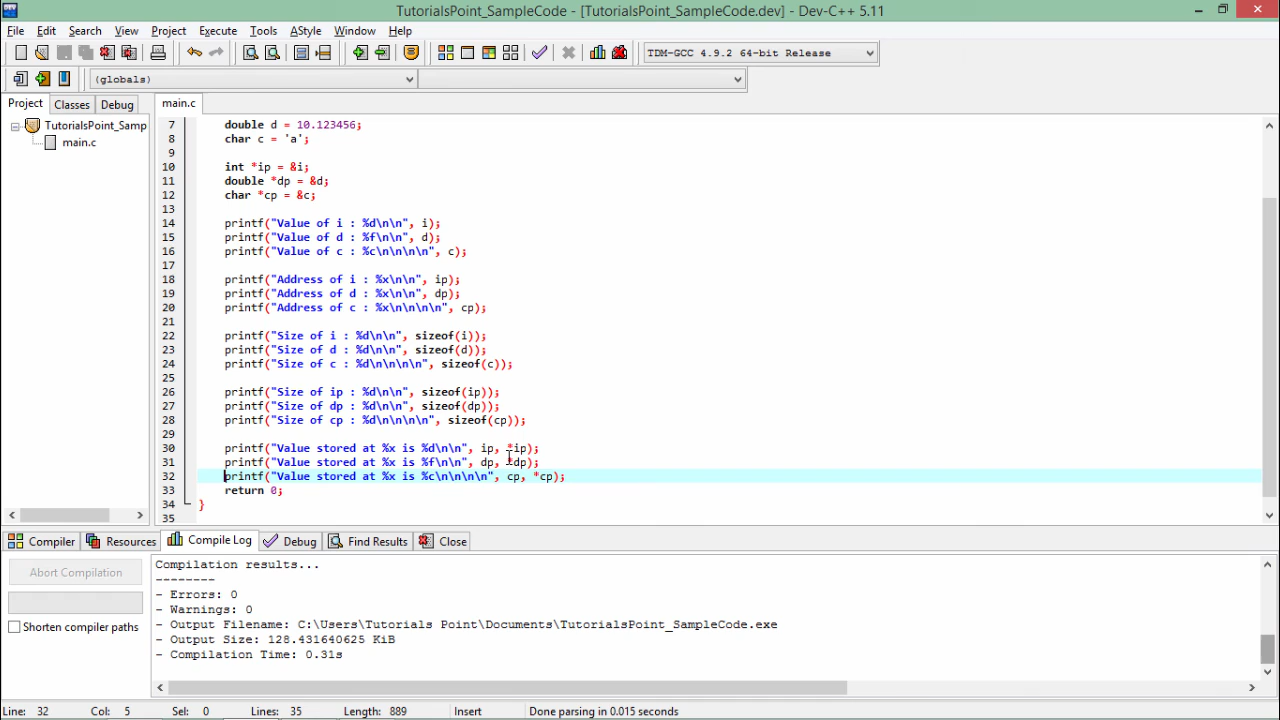 TutorialsPoint_SampleCode - [TutorialsPoint_SampleCode.dev] - Dev-C++ 5.11
File Edit Search View Project Execute Tools AStyle Window Help
TDM-GCC 4.9.2 64-bit Release
(globals)
Project Classes Debug
main.c
TutorialsPoint_Samp
main.c
7 double d = 10.123456;
8 char c = 'a';
9
10 int *ip = &i;
11 double *dp = &d;
12 char *cp = &c;
13
14 printf("Value of i : %d\n\n", i);
15 printf("Value of d : %f\n\n", d);
16 printf("Value of c : %c\n\n\n\n", c);
17
18 printf("Address of i : %x\n\n", ip);
19 printf("Address of d : %x\n\n", dp);
20 printf("Address of c : %x\n\n\n\n", cp);
21
22 printf("Size of i : %d\n\n", sizeof(i));
23 printf("Size of d : %d\n\n", sizeof(d));
24 printf("Size of c : %d\n\n\n\n", sizeof(c));
25
26 printf("Size of ip : %d\n\n", sizeof(ip));
27 printf("Size of dp : %d\n\n", sizeof(dp));
28 printf("Size of cp : %d\n\n\n\n", sizeof(cp));
29
30 printf("Value stored at %x is %d\n\n", ip, *ip);
31 printf("Value stored at %x is %f\n\n", dp, *dp);
32 printf("Value stored at %x is %c\n\n\n\n", cp, *cp);
33 return 0;
34 }
35
Compiler Resources Compile Log Debug Find Results Close
Abort Compilation
Shorten compiler paths
Compilation results...
--------
- Errors: 0
- Warnings: 0
- Output Filename: C:\Users\Tutorials Point\Documents\TutorialsPoint_SampleCode.exe
- Output Size: 128.431640625 KiB
- Compilation Time: 0.31s
Line: 32 Col: 5 Sel: 0 Lines: 35 Length: 889 Insert Done parsing in 0.015 seconds